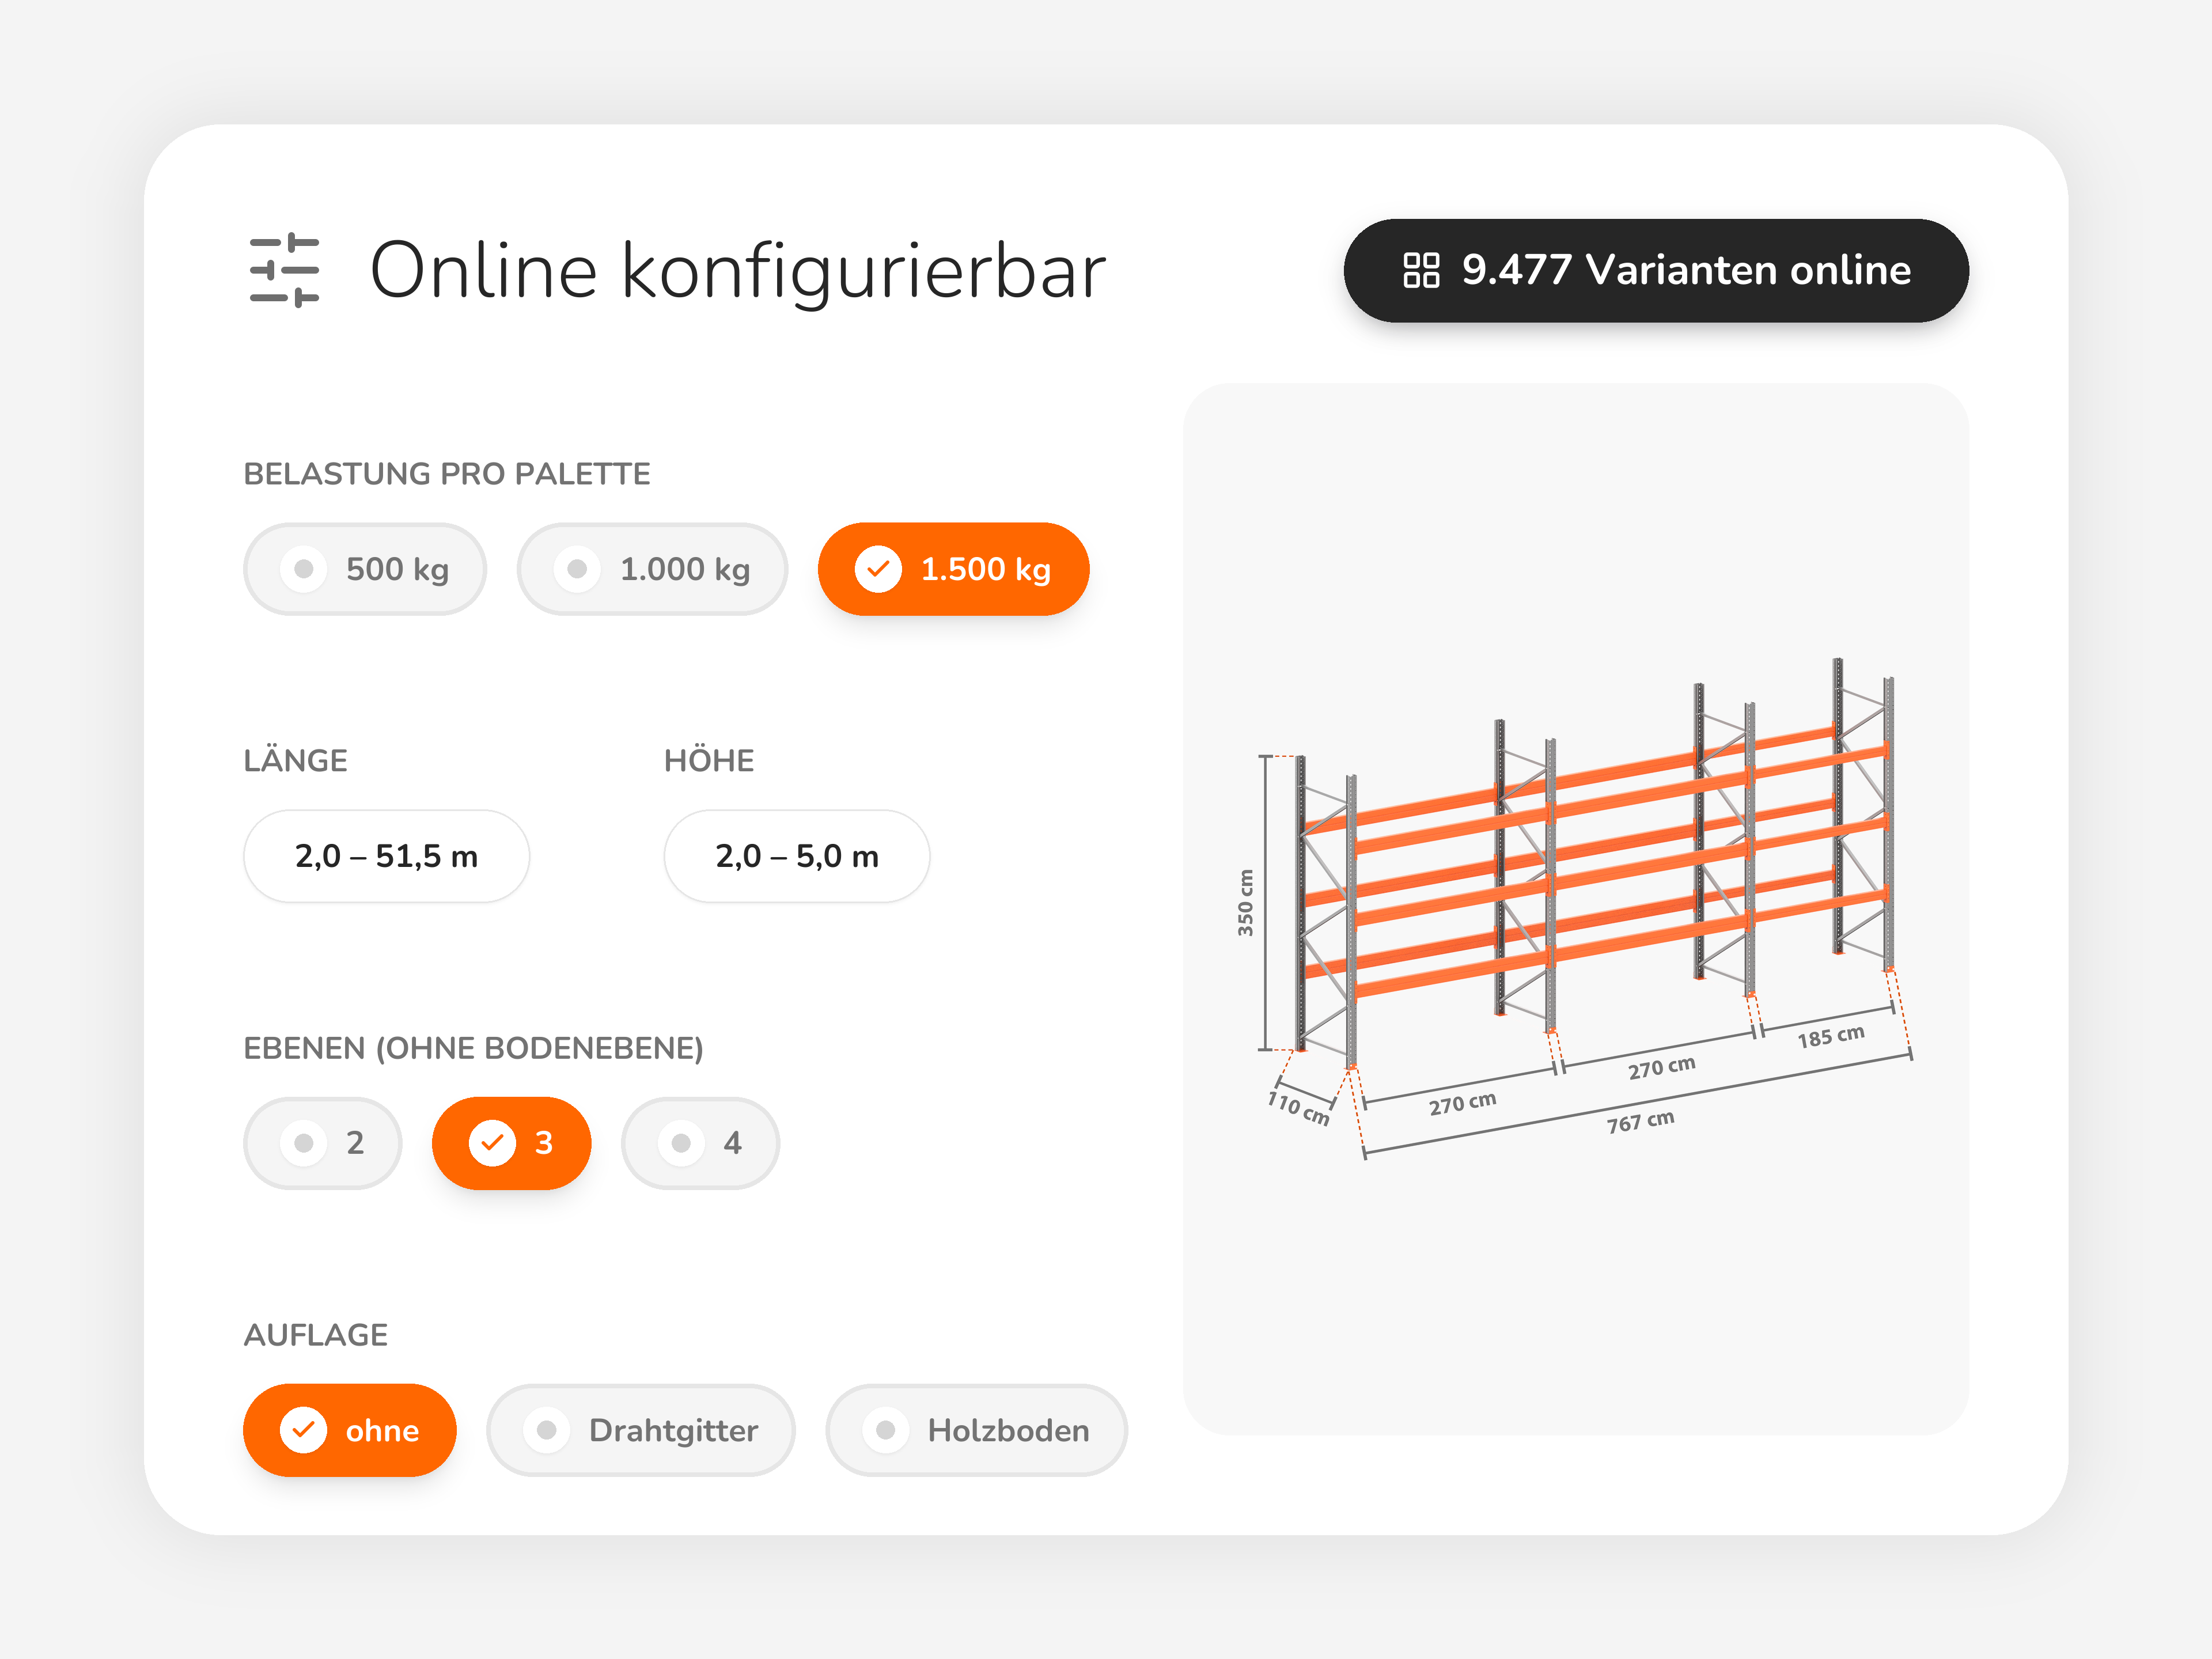 Online konfigurierbar
9.477 Varianten online
BELASTUNG PRO PALETTE
500 kg
1.000 kg
1.500 kg
LÄNGE
HÖHE
2,0 – 51,5 m
2,0 – 5,0 m
EBENEN (OHNE BODENEBENE)
2
3
4
AUFLAGE
ohne
Drahtgitter
Holzboden
350 cm
110 cm
270 cm
270 cm
185 cm
767 cm